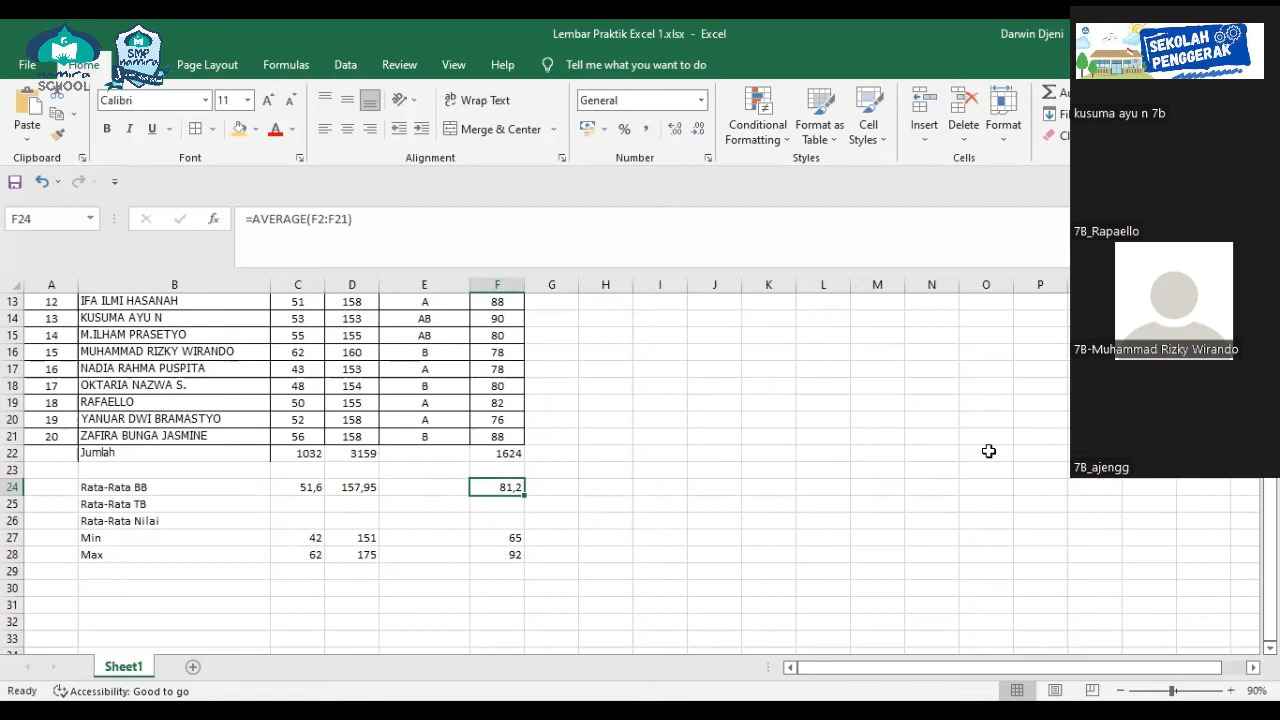 Lembar Praktik Excel 1.xlsx - Excel
Darwin Djeni
SEKOLAH
PENGGERAK
SMP
SCHOOL
File Home Page Layout Formulas Data Review View Help Tell me what you want to do
Calibri 11 Wrap Text General
Paste B U Merge & Center % Conditional Formatting Format as Table Cell Styles Insert Delete Format
Clipboard Font Alignment Number Styles Cells
kusuma ayu n 7b
F24 fx =AVERAGE(F2:F21)
7B_Rapaello
A B C D E F G H I J K L M N O P
13 12 IFA ILMI HASANAH 51 158 A 88
14 13 KUSUMA AYU N 53 153 AB 90
15 14 M.ILHAM PRASETYO 55 155 AB 80
16 15 MUHAMMAD RIZKY WIRANDO 62 160 B 78
7B-Muhammad Rizky Wirando
17 16 NADIA RAHMA PUSPITA 43 153 A 78
18 17 OKTARIA NAZWA S. 48 154 B 80
19 18 RAFAELLO 50 155 A 82
20 19 YANUAR DWI BRAMASTYO 52 158 A 76
21 20 ZAFIRA BUNGA JASMINE 56 158 B 88
22 Jumlah 1032 3159 1624
7B_ajengg
23
24 Rata-Rata BB 51,6 157,95 81,2
25 Rata-Rata TB
26 Rata-Rata Nilai
27 Min 42 151 65
28 Max 62 175 92
29
30
31
32
33
Sheet1
Ready Accessibility: Good to go 90%